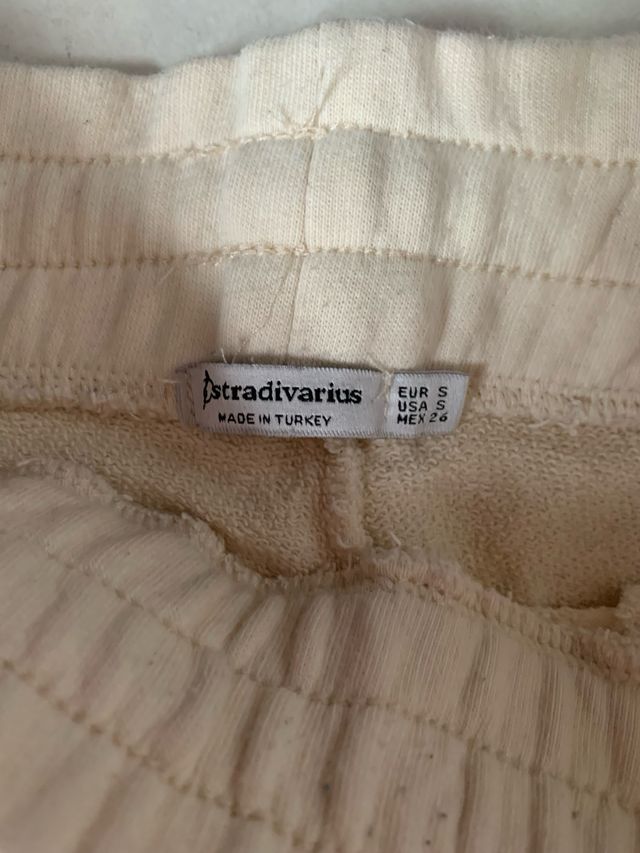 stradivarius
MADE IN TURKEY
EUR S
USA S
MEX 26